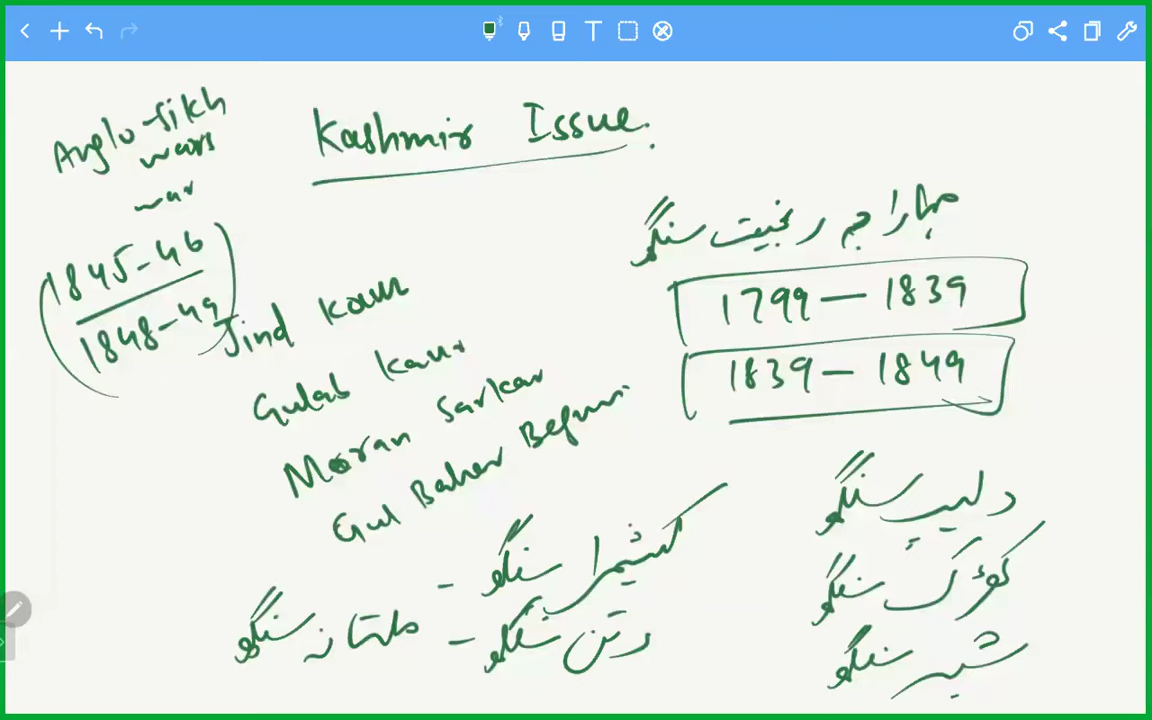 Kashmir Issue.
Anglo-Sikh
wars
war
1845-46
1848-49
مہاراجہ رنجیت سنگھ
1799 — 1839
1839 — 1849
Jind Kaur
Gulab Kaur
Moran Sarkar
Gul Bahar Begum
دلیپ سنگھ
کھڑک سنگھ
شیر سنگھ
کشمیرا سنگھ -
رتن سنگھ - ملتانہ سنگھ
T